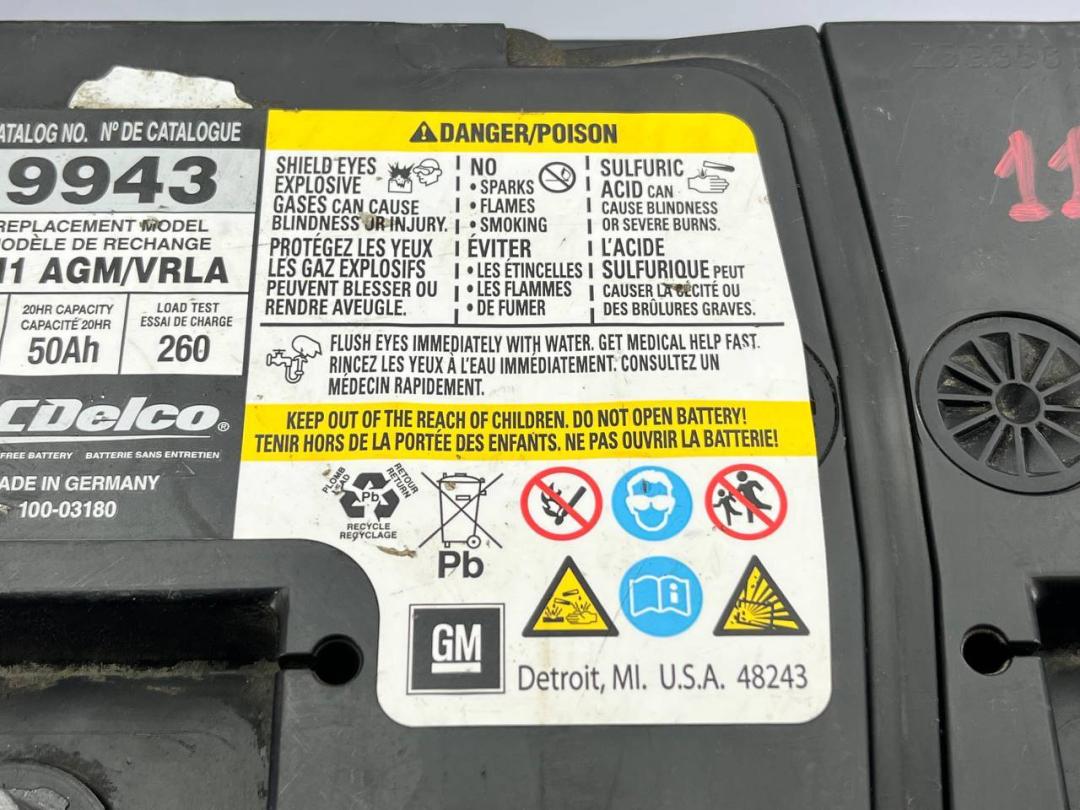 ATALOG NO. Nº DE CATALOGUE
9943
REPLACEMENT MODEL
MODÈLE DE RECHANGE
11 AGM/VRLA
20HR CAPACITY
CAPACITÉ 20HR
50Ah
LOAD TEST
ESSAI DE CHARGE
260
CDelco®
FREE BATTERY BATTERIE SANS ENTRETIEN
ADE IN GERMANY
100-03180
DANGER/POISON
SHIELD EYES
EXPLOSIVE
GASES CAN CAUSE
BLINDNESS OR INJURY.
PROTÉGEZ LES YEUX
LES GAZ EXPLOSIFS
PEUVENT BLESSER OU
RENDRE AVEUGLE.
NO
• SPARKS
• FLAMES
• SMOKING
ÉVITER
• LES ÉTINCELLES
• LES FLAMMES
• DE FUMER
SULFURIC
ACID CAN
CAUSE BLINDNESS
OR SEVERE BURNS.
L'ACIDE
SULFURIQUE PEUT
CAUSER LA CÉCITÉ OU
DES BRÛLURES GRAVES.
FLUSH EYES IMMEDIATELY WITH WATER. GET MEDICAL HELP FAST.
RINCEZ LES YEUX À L'EAU IMMÉDIATEMENT. CONSULTEZ UN
MÉDECIN RAPIDEMENT.
KEEP OUT OF THE REACH OF CHILDREN. DO NOT OPEN BATTERY!
TENIR HORS DE LA PORTÉE DES ENFANTS. NE PAS OUVRIR LA BATTERIE!
PLOMB
LEAD
RETOUR
RETURN
Pb
RECYCLE
RECYCLAGE
Pb
GM
Detroit, MI. U.S.A. 48243
11